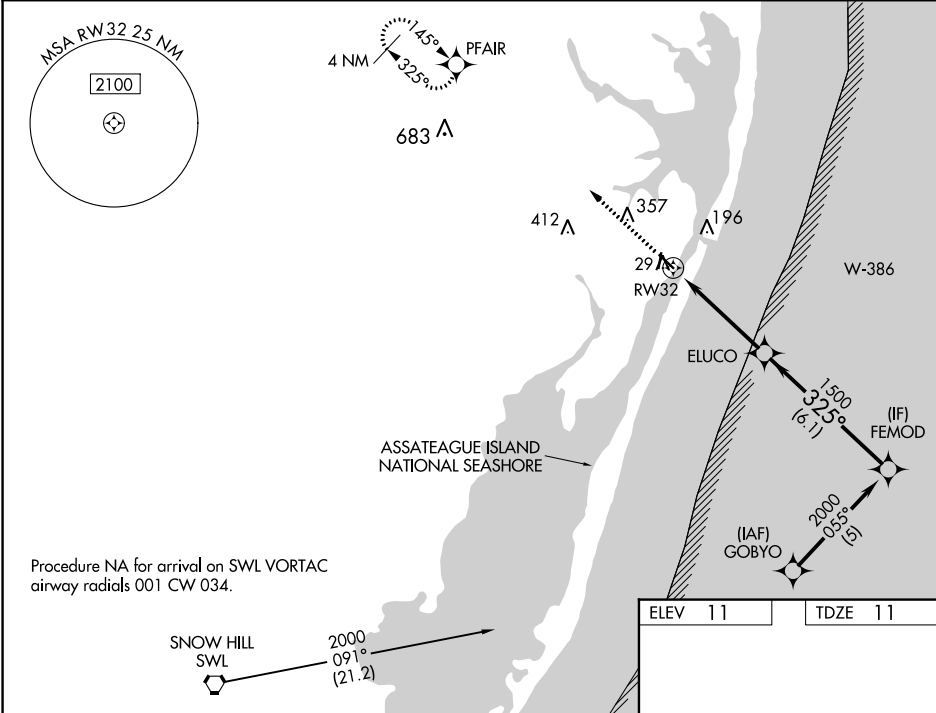 MSA RW32 25 NM
2100
145°
4 NM
325°
PFAIR
683
412
357
196
29
RW32
W-386
ELUCO
1500
325°
(6.1)
(IF)
FEMOD
ASSATEAGUE ISLAND
NATIONAL SEASHORE
2000
055°
(5)
(IAF)
GOBYO
Procedure NA for arrival on SWL VORTAC
airway radials 001 CW 034.
SNOW HILL
SWL
2000
091°
(21.2)
ELEV 11
TDZE 11